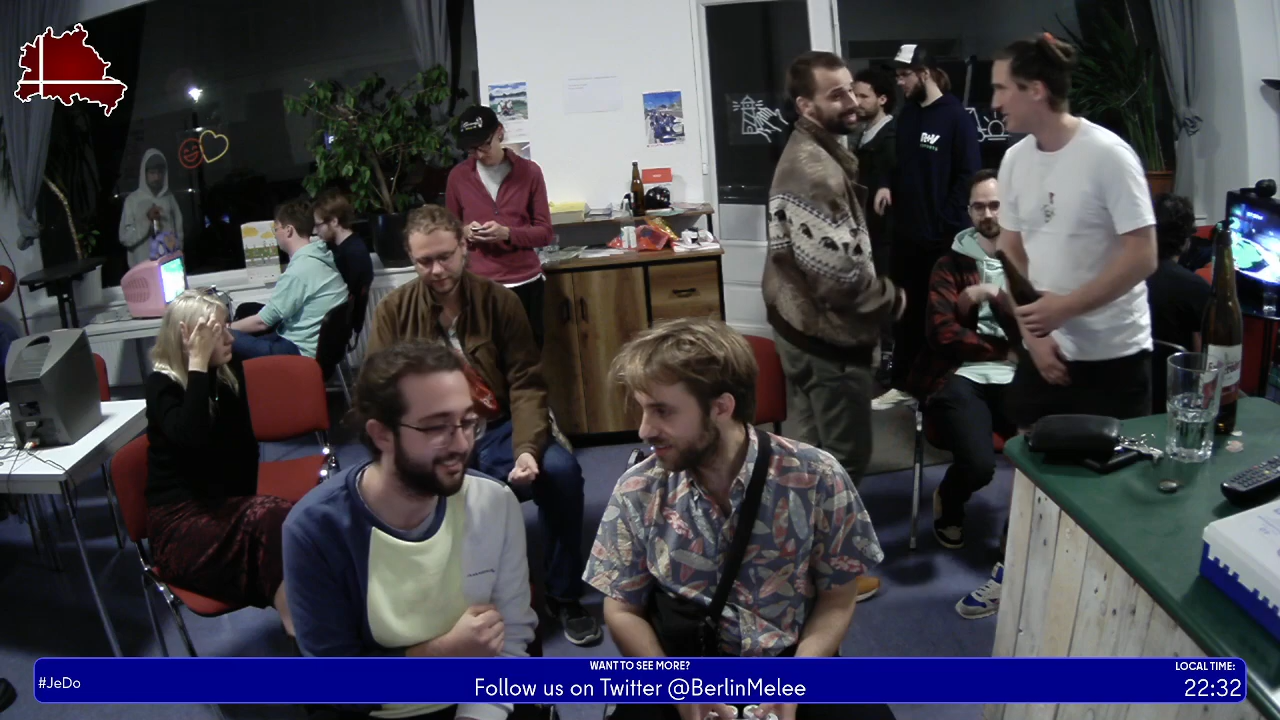 #JeDo
WANT TO SEE MORE?
Follow us on Twitter @BerlinMelee
LOCAL TIME:
22:32